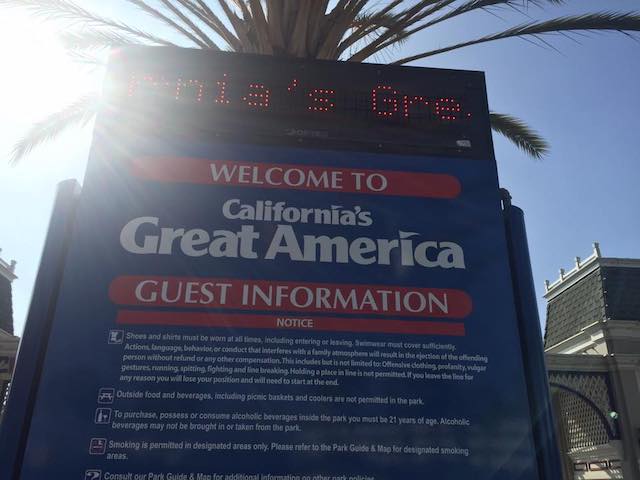 rnia's Gre
WELCOME TO
California's
Great America
GUEST INFORMATION
NOTICE
Shoes and shirts must be worn at all times, including entering or leaving. Swimwear must cover sufficiently.
Actions, language, behavior, or conduct that interferes with a family atmosphere will result in the ejection of the offending
person without refund or any other compensation. This includes but is not limited to: Offensive clothing, profanity, vulgar
gestures, running, spitting, fighting and line breaking. Holding a place in line is not permitted. If you leave the line for
any reason you will lose your position and will need to start at the end.
Outside food and beverages, including picnic baskets and coolers are not permitted in the park.
To purchase, possess or consume alcoholic beverages inside the park you must be 21 years of age. Alcoholic
beverages may not be brought in or taken from the park.
Smoking is permitted in designated areas only. Please refer to the Park Guide & Map for designated smoking
areas.
Consult our Park Guide & Map for additional information on other park policies.